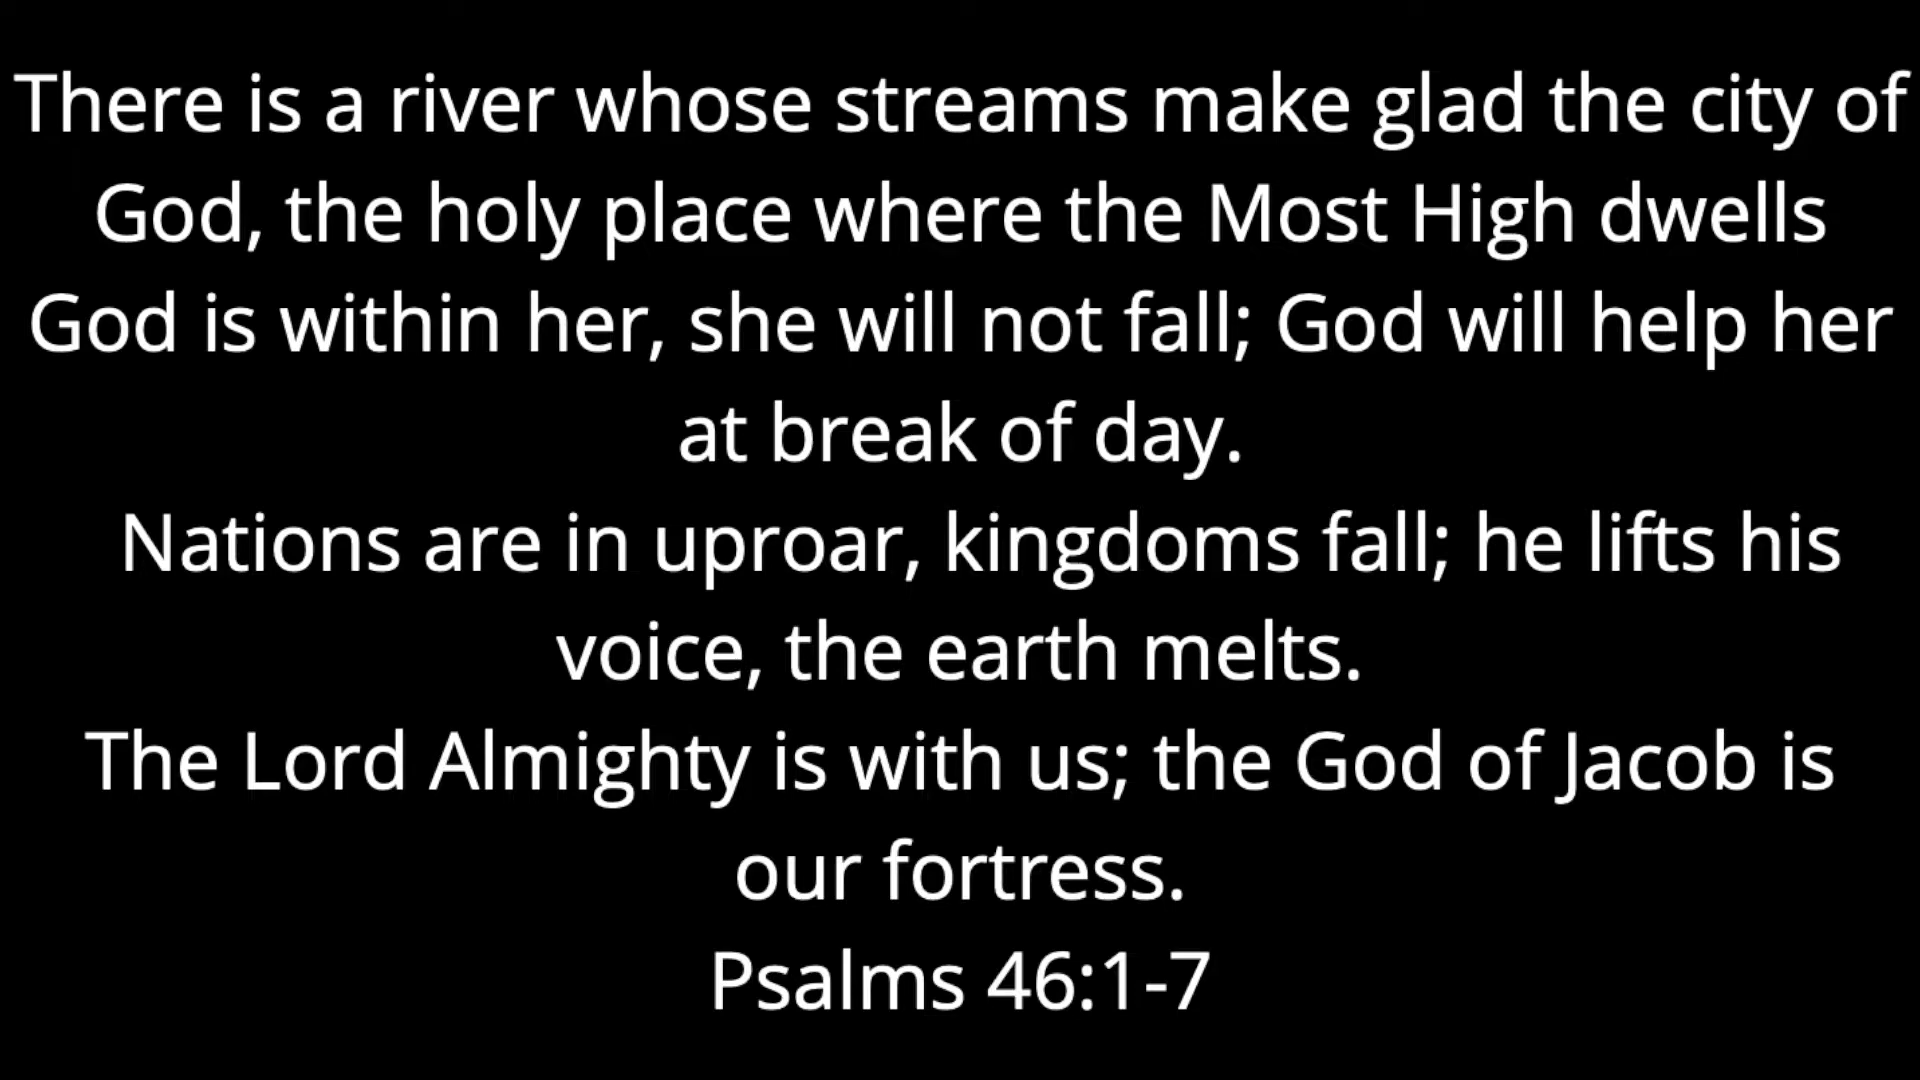 There is a river whose streams make glad the city of
God, the holy place where the Most High dwells
God is within her, she will not fall; God will help her
at break of day.
Nations are in uproar, kingdoms fall; he lifts his
voice, the earth melts.
The Lord Almighty is with us; the God of Jacob is
our fortress.
Psalms 46:1-7